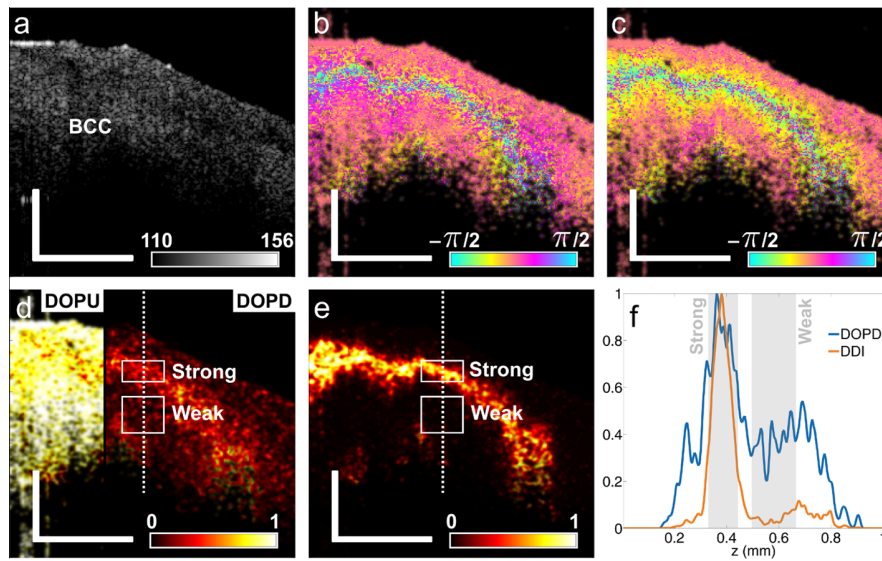 a
BCC
110 156
b
−π/2 π/2
c
−π/2 π/2
d DOPU DOPD
Strong
Weak
0 1
e
Strong
Weak
0 1
f
Strong
Weak
DOPD
DDI
1
0.8
0.6
0.4
0.2
0
0.2 0.4 0.6 0.8 1
z (mm)